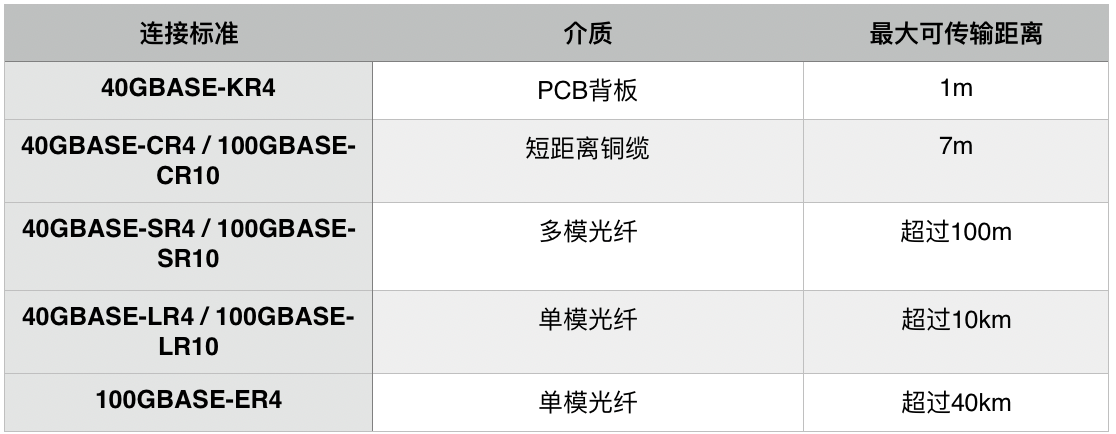 连接标准 介质 最大可传输距离
40GBASE-KR4 PCB背板 1m
40GBASE-CR4 / 100GBASE- 短距离铜缆 7m
CR10
40GBASE-SR4 / 100GBASE- 多模光纤 超过100m
SR10
40GBASE-LR4 / 100GBASE- 单模光纤 超过10km
LR10
100GBASE-ER4 单模光纤 超过40km